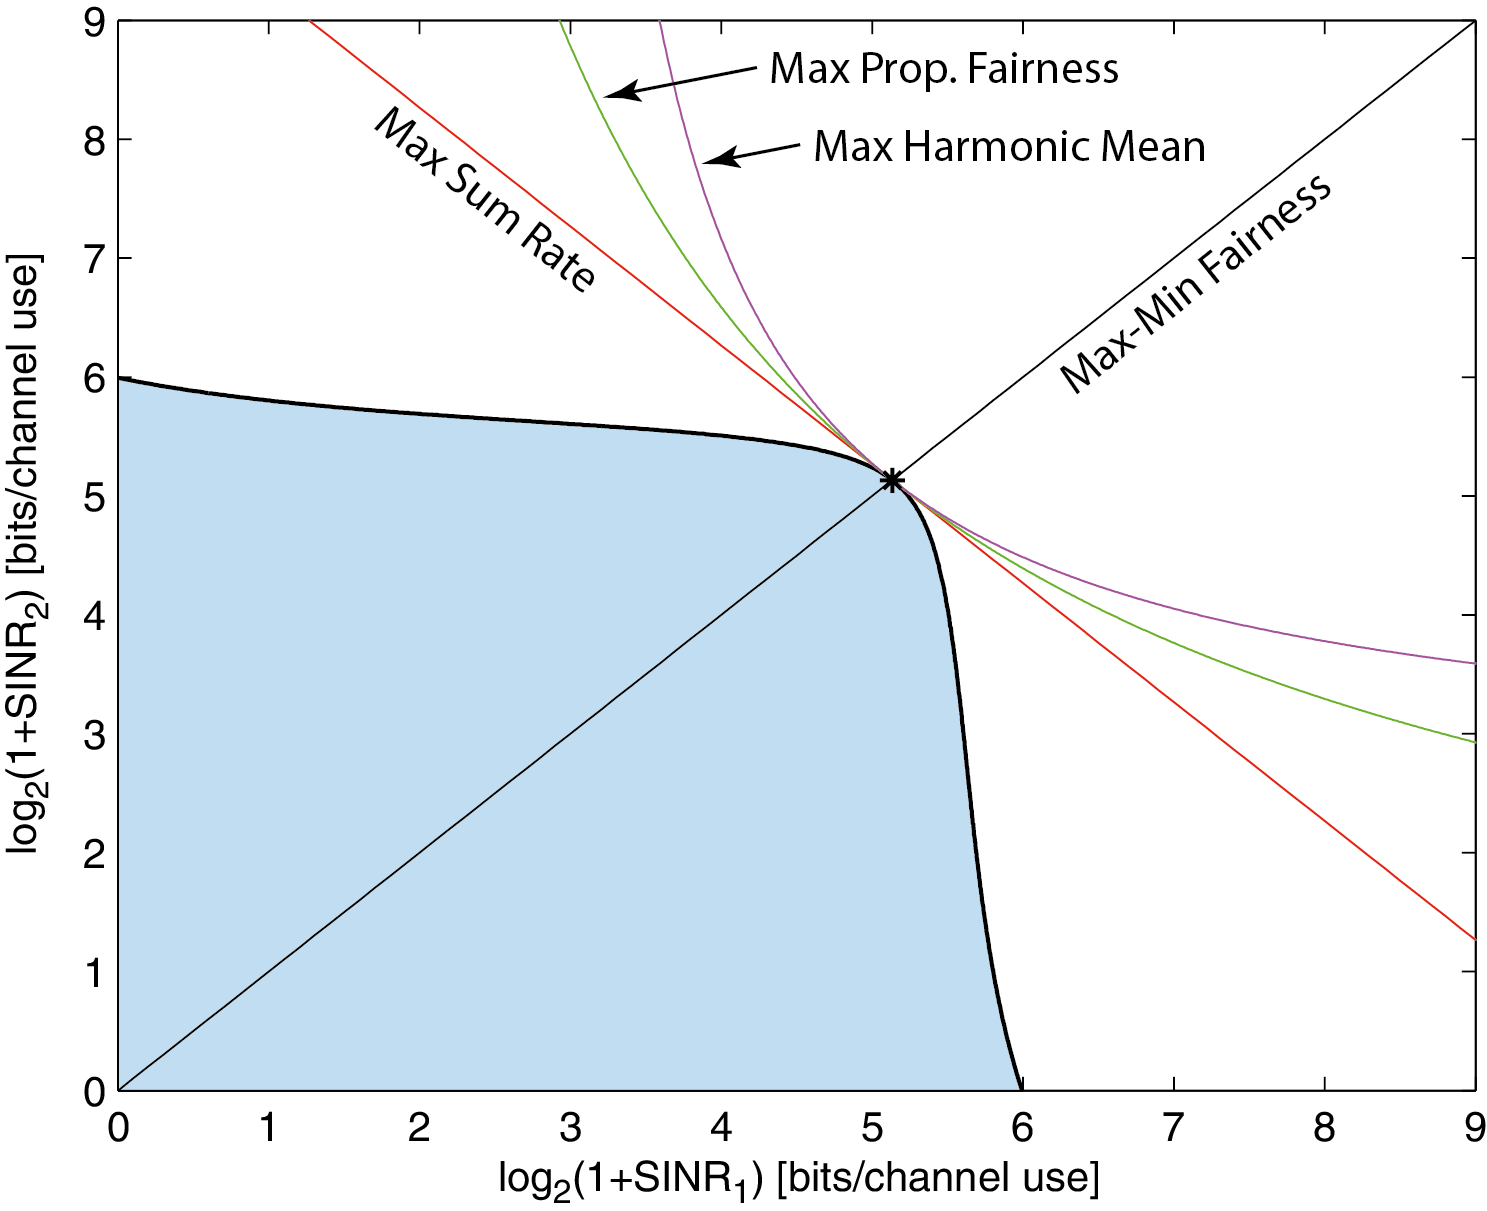 9
8
7
6
5
4
3
2
1
0
log₂(1+SINR₂) [bits/channel use]
Max Prop. Fairness
Max Harmonic Mean
Max Sum Rate
Max-Min Fairness
0 1 2 3 4 5 6 7 8 9
log₂(1+SINR₁) [bits/channel use]